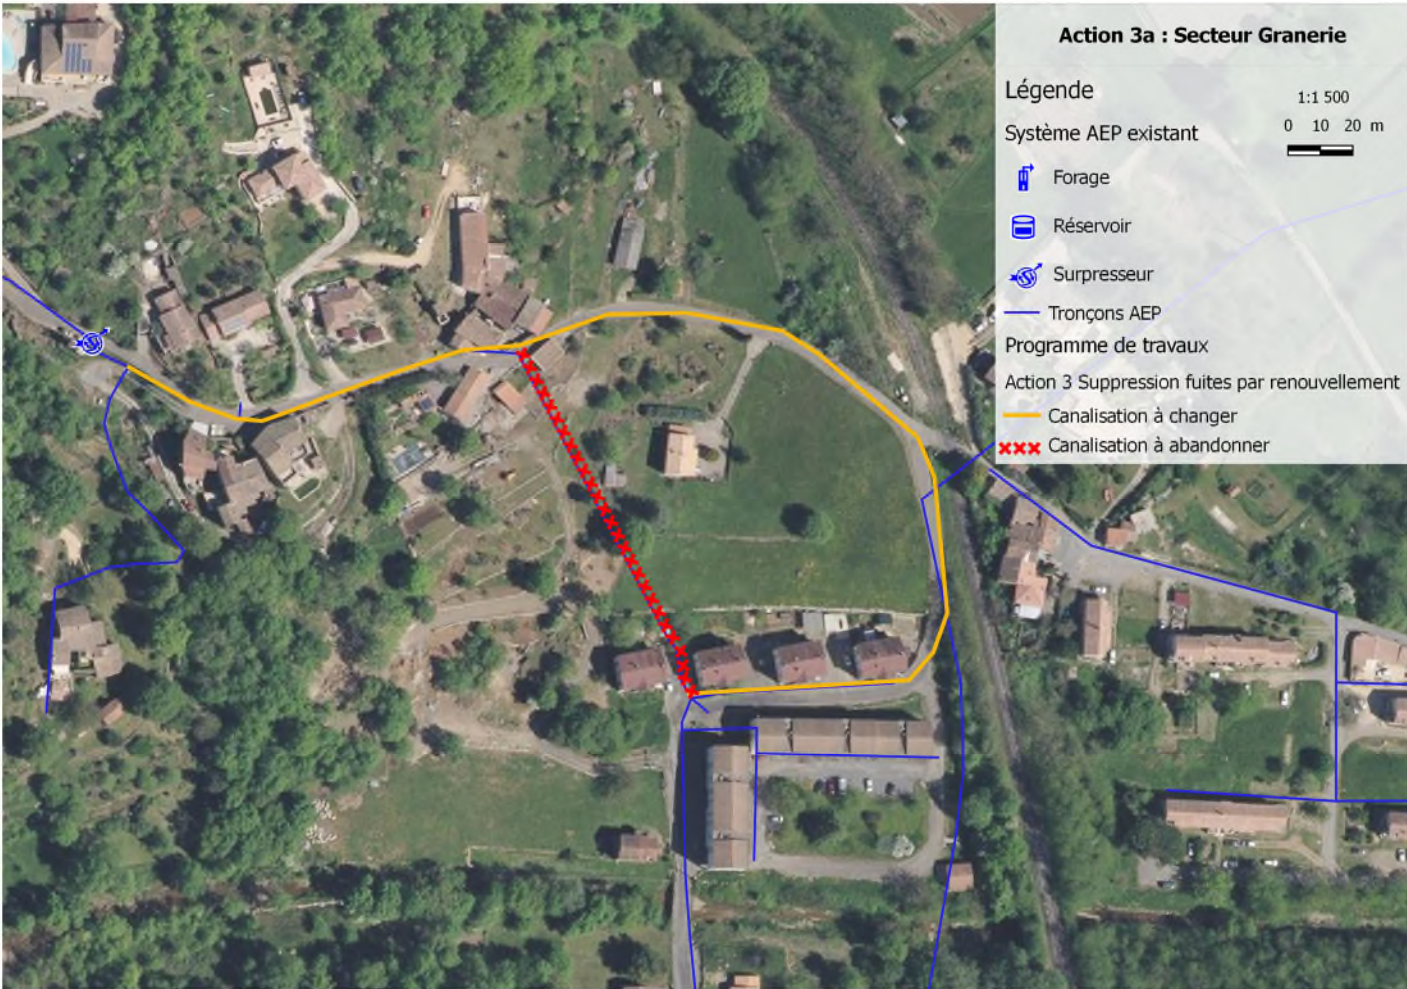 Action 3a : Secteur Granerie
Légende
1:1 500
0 10 20 m
Système AEP existant
Forage
Réservoir
Surpresseur
Tronçons AEP
Programme de travaux
Action 3 Suppression fuites par renouvellement
Canalisation à changer
Canalisation à abandonner